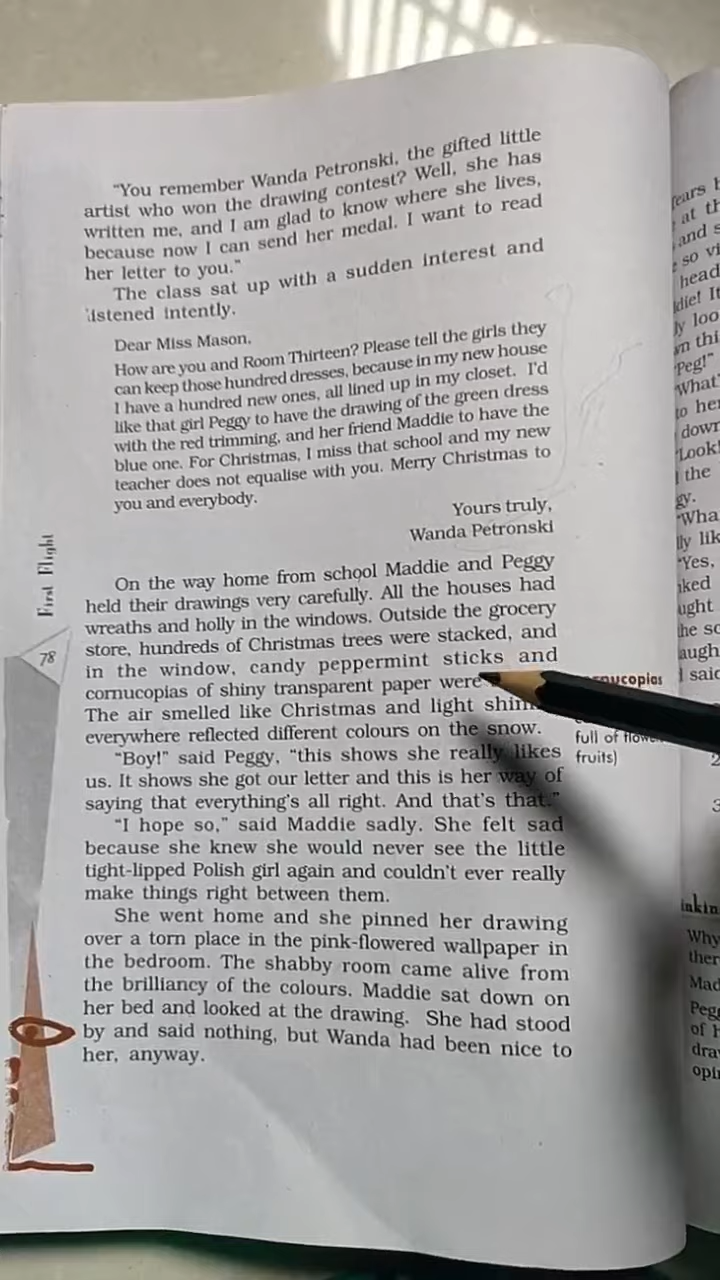 "You remember Wanda Petronski, the gifted little
artist who won the drawing contest? Well, she has
written me, and I am glad to know where she lives,
because now I can send her medal. I want to read
her letter to you."
The class sat up with a sudden interest and
listened intently.
Dear Miss Mason,
How are you and Room Thirteen? Please tell the girls they
can keep those hundred dresses, because in my new house
I have a hundred new ones, all lined up in my closet. I'd
like that girl Peggy to have the drawing of the green dress
with the red trimming, and her friend Maddie to have the
blue one. For Christmas, I miss that school and my new
teacher does not equalise with you. Merry Christmas to
you and everybody.
Yours truly,
Wanda Petronski
On the way home from school Maddie and Peggy
held their drawings very carefully. All the houses had
wreaths and holly in the windows. Outside the grocery
store, hundreds of Christmas trees were stacked, and
in the window, candy peppermint sticks and
cornucopias of shiny transparent paper were
The air smelled like Christmas and light
everywhere reflected different colours on the snow.
"Boy!" said Peggy, "this shows she really likes
us. It shows she got our letter and this is her way of
saying that everything's all right. And that's that."
"I hope so," said Maddie sadly. She felt sad
because she knew she would never see the little
tight-lipped Polish girl again and couldn't ever really
make things right between them.
She went home and she pinned her drawing
over a torn place in the pink-flowered wallpaper in
the bedroom. The shabby room came alive from
the brilliancy of the colours. Maddie sat down on
her bed and looked at the drawing. She had stood
by and said nothing, but Wanda had been nice to
her, anyway.
full of
fruits)
First Flight
78
at
and
head
"Peg!"
"What
to
down
"Look!
the
gy.
"Yes,
said
Why